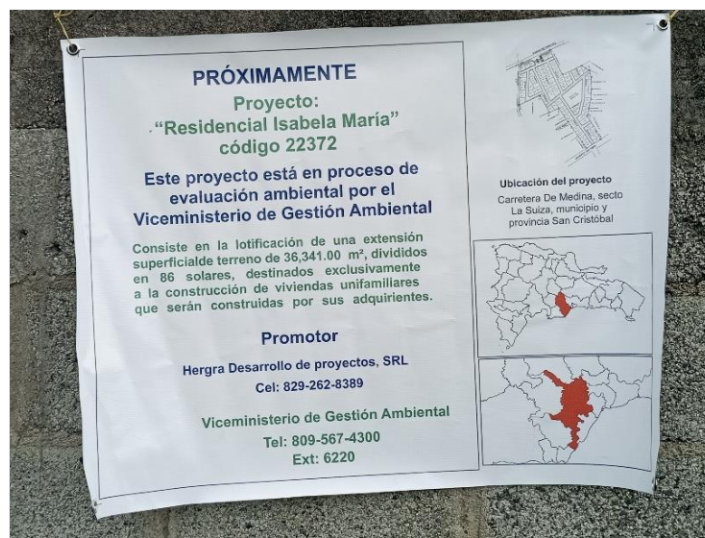 PRÓXIMAMENTE
Proyecto:
“Residencial Isabela María”
código 22372
Este proyecto está en proceso de
evaluación ambiental por el
Viceministerio de Gestión Ambiental
Consiste en la lotificación de una extensión
superficialde terreno de 36,341.00 m², divididos
en 86 solares, destinados exclusivamente
a la construcción de viviendas unifamiliares
que serán construidas por sus adquirientes.
Promotor
Hergra Desarrollo de proyectos, SRL
Cel: 829-262-8389
Viceministerio de Gestión Ambiental
Tel: 809-567-4300
Ext: 6220
Ubicación del proyecto
Carretera De Medina, secto
La Suiza, municipio y
provincia San Cristóbal